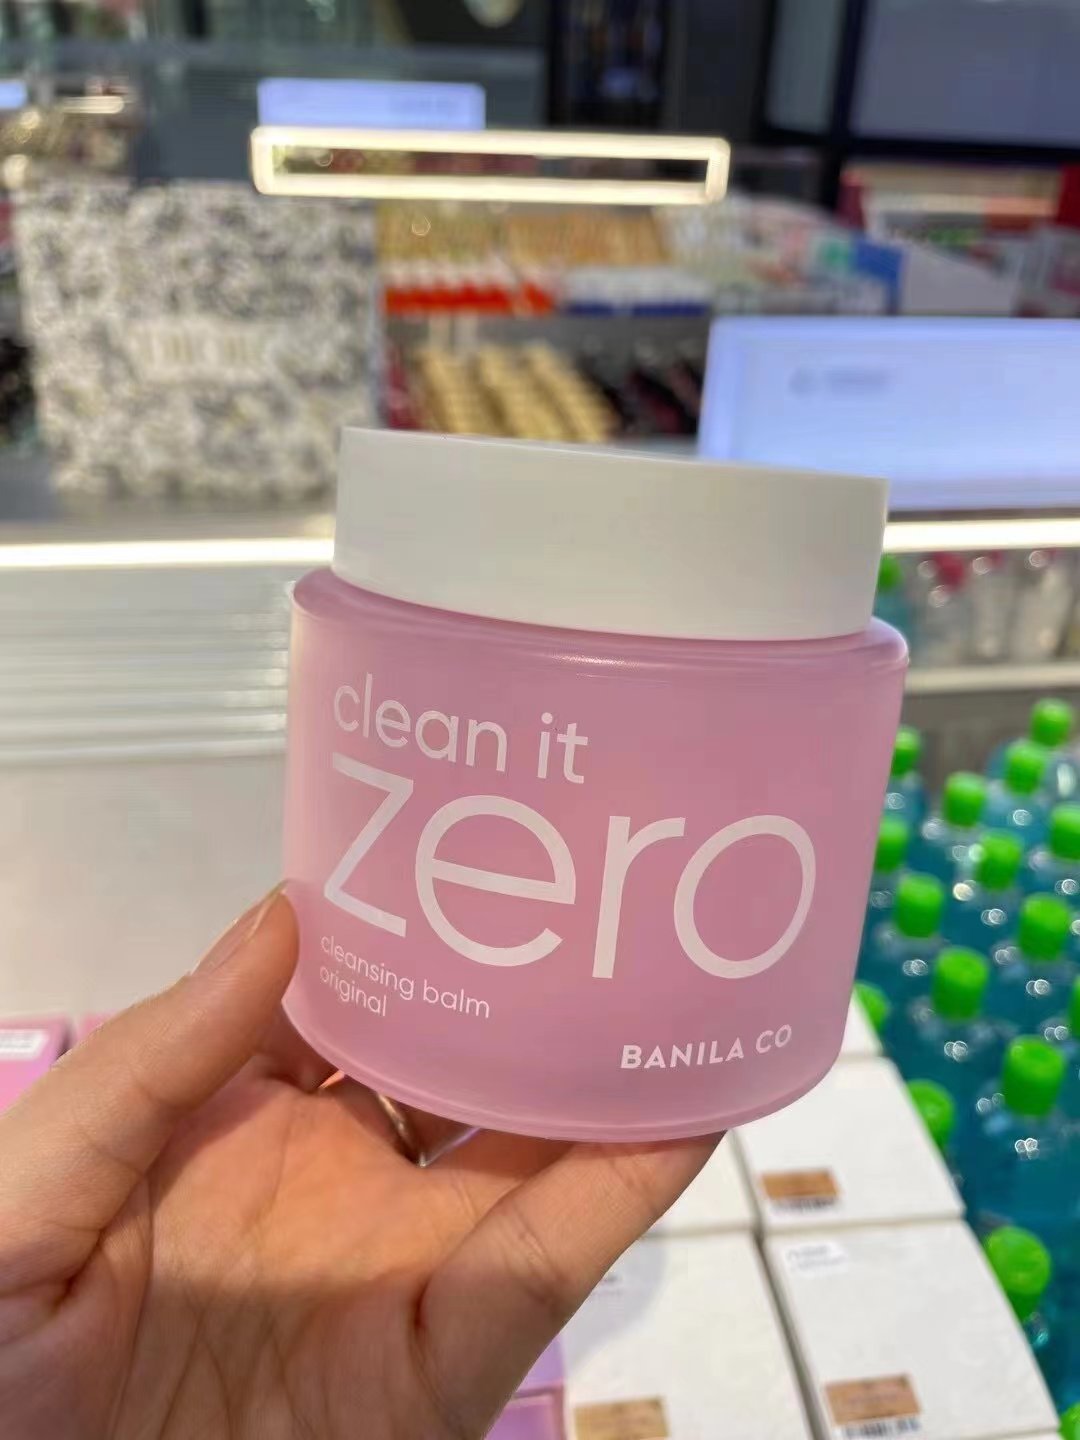 clean it
zero
cleansing balm
original
BANILA CO